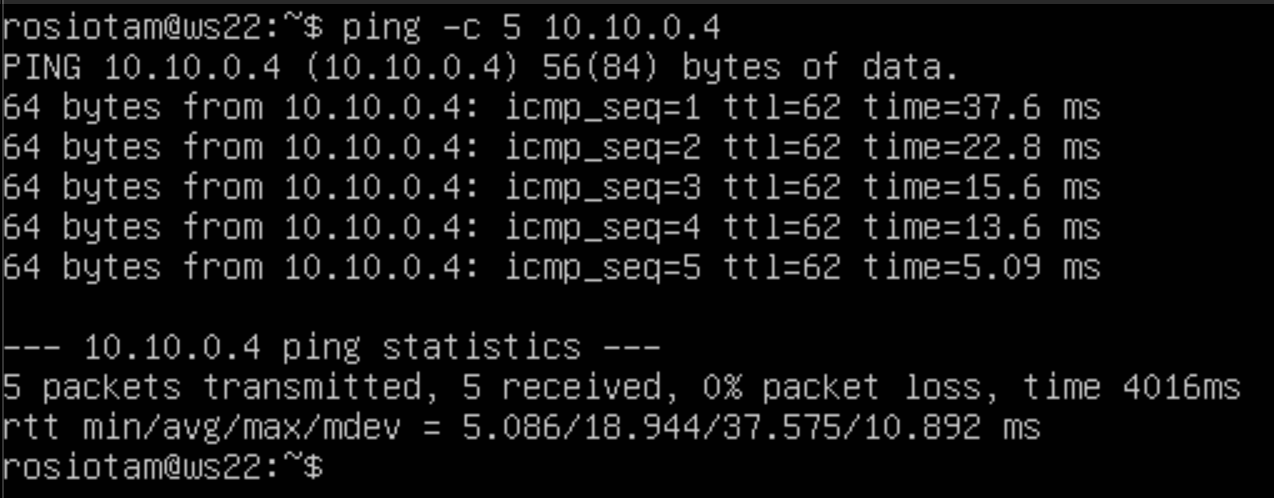 rosiotam@ws22:~$ ping -c 5 10.10.0.4
PING 10.10.0.4 (10.10.0.4) 56(84) bytes of data.
64 bytes from 10.10.0.4: icmp_seq=1 ttl=62 time=37.6 ms
64 bytes from 10.10.0.4: icmp_seq=2 ttl=62 time=22.8 ms
64 bytes from 10.10.0.4: icmp_seq=3 ttl=62 time=15.6 ms
64 bytes from 10.10.0.4: icmp_seq=4 ttl=62 time=13.6 ms
64 bytes from 10.10.0.4: icmp_seq=5 ttl=62 time=5.09 ms

--- 10.10.0.4 ping statistics ---
5 packets transmitted, 5 received, 0% packet loss, time 4016ms
rtt min/avg/max/mdev = 5.086/18.944/37.575/10.892 ms
rosiotam@ws22:~$